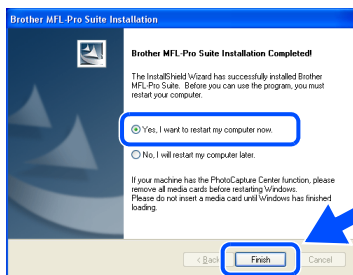 Brother MFL-Pro Suite Installation
Brother MFL-Pro Suite Installation Completed!
The InstallShield Wizard has successfully installed Brother
MFL-Pro Suite. Before you can use the program, you must
restart your computer.
Yes, I want to restart my computer now.
No, I will restart my computer later.
If your machine has the PhotoCapture Center function, please
remove all media cards before restarting Windows.
Please do not insert a media card until Windows has finished
loading.
< Back Finish Cancel